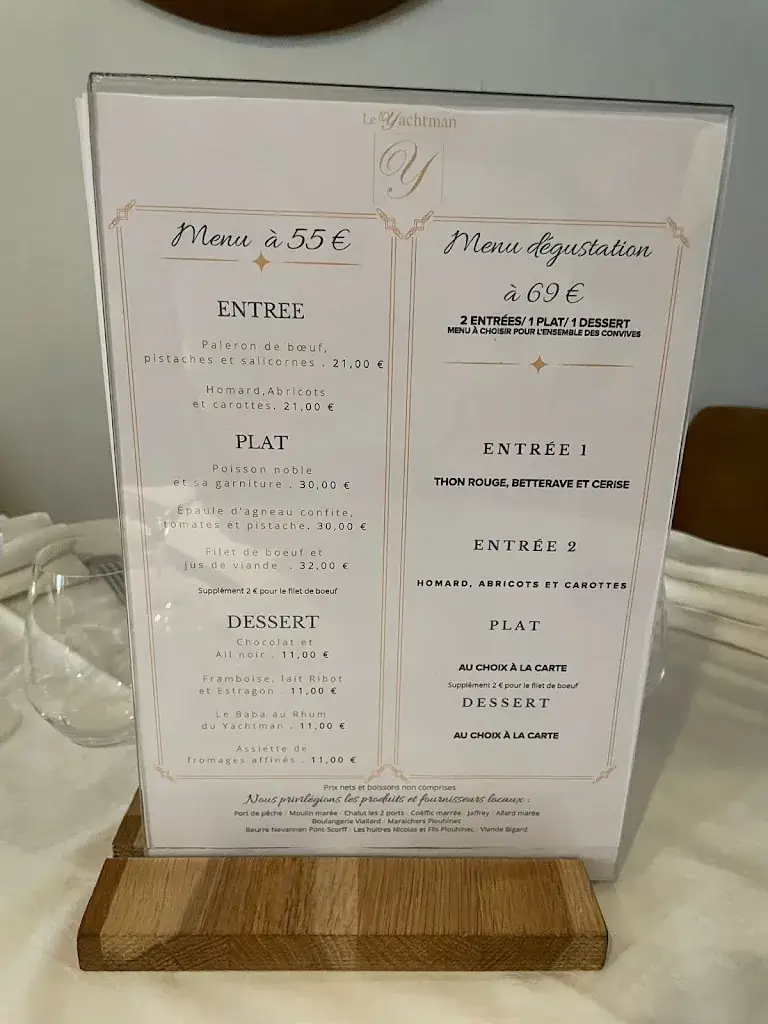 Le Yachtman
Y
Menu à 55 €
ENTREE
Paleron de bœuf,
pistaches et salicornes . 21,00 €
Homard,Abricots
et carottes. 21,00 €
PLAT
Poisson noble
et sa garniture . 30,00 €
Epaule d'agneau confite,
tomates et pistache. 30,00 €
Filet de boeuf et
jus de viande . 32,00 €
Supplément 2 € pour le filet de boeuf
DESSERT
Chocolat et
Ail noir . 11,00 €
Framboise, lait Ribot
et Estragon . 11,00 €
Le Baba au Rhum
du Yachtman . 11,00 €
Assiette de
fromages affinés . 11,00 €
Menu dégustation
à 69 €
2 ENTRÉES/ 1 PLAT/ 1 DESSERT
MENU À CHOISIR POUR L'ENSEMBLE DES CONVIVES
ENTRÉE 1
THON ROUGE, BETTERAVE ET CERISE
ENTRÉE 2
HOMARD, ABRICOTS ET CAROTTES
PLAT
AU CHOIX À LA CARTE
Supplément 2 € pour le filet de boeuf
DESSERT
AU CHOIX À LA CARTE
Prix nets et boissons non comprises
Nous privilégions les produits et fournisseurs locaux :
Port de pêche / Moulin marée - Chalut les 2 ports - Coëffic marrée - Jaffrey / Allard marée
Boulangerie Viallard / Maraichers Plouhinec
Beurre Nevannen Pont-Scorff / Les huitres Nicolas et Fils Plouhinec / Viande Bigard